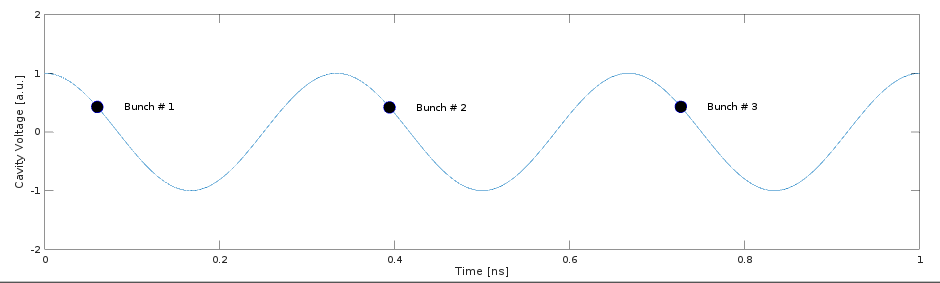 2
1
0
-1
-2
Cavity Voltage [a.u.]
Bunch # 1
Bunch # 2
Bunch # 3
0
0.2
0.4
0.6
0.8
1
Time [ns]